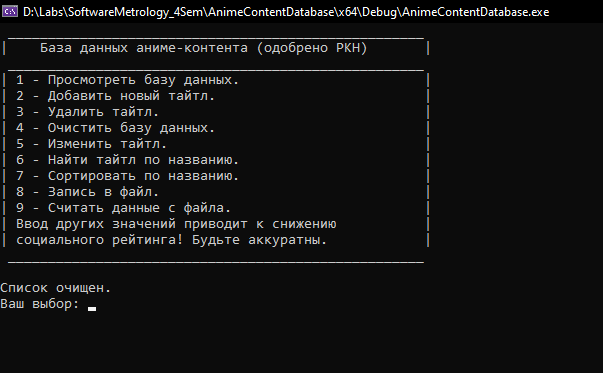 D:\Labs\SoftwareMetrology_4Sem\AnimeContentDatabase\x64\Debug\AnimeContentDatabase.exe
База данных аниме-контента (одобрено РКН)
1 - Просмотреть базу данных.
2 - Добавить новый тайтл.
3 - Удалить тайтл.
4 - Очистить базу данных.
5 - Изменить тайтл.
6 - Найти тайтл по названию.
7 - Сортировать по названию.
8 - Запись в файл.
9 - Считать данные с файла.
Ввод других значений приводит к снижению
социального рейтинга! Будьте аккуратны.
Список очищен.
Ваш выбор: